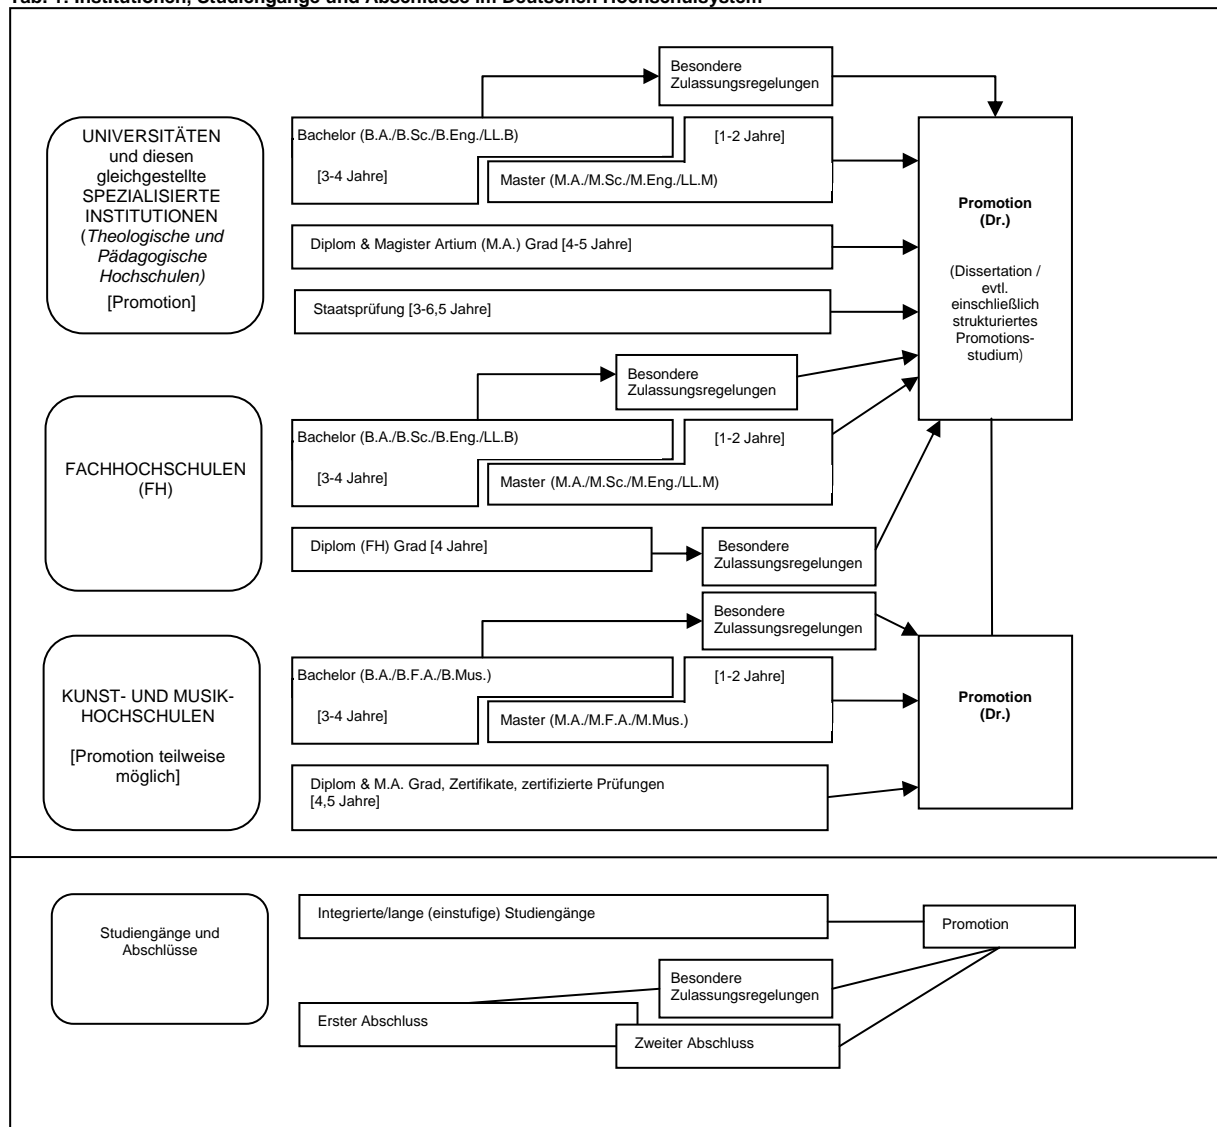 Tab. 1: Institutionen, Studiengänge und Abschlüsse im Deutschen Hochschulsystem
Besondere
Zulassungsregelungen
UNIVERSITÄTEN
und diesen
gleichgestellte
SPEZIALISIERTE
INSTITUTIONEN
(Theologische und
Pädagogische
Hochschulen)
[Promotion]
Bachelor (B.A./B.Sc./B.Eng./LL.B)
[3-4 Jahre]
[1-2 Jahre]
Master (M.A./M.Sc./M.Eng./LL.M)
Diplom & Magister Artium (M.A.) Grad [4-5 Jahre]
Staatsprüfung [3-6,5 Jahre]
Promotion
(Dr.)
(Dissertation /
evtl.
einschließlich
strukturiertes
Promotions-
studium)
Besondere
Zulassungsregelungen
FACHHOCHSCHULEN
(FH)
Bachelor (B.A./B.Sc./B.Eng./LL.B)
[3-4 Jahre]
[1-2 Jahre]
Master (M.A./M.Sc./M.Eng./LL.M)
Diplom (FH) Grad [4 Jahre]
Besondere
Zulassungsregelungen
Besondere
Zulassungsregelungen
KUNST- UND MUSIK-
HOCHSCHULEN
[Promotion teilweise
möglich]
Bachelor (B.A./B.F.A./B.Mus.)
[3-4 Jahre]
[1-2 Jahre]
Master (M.A./M.F.A./M.Mus.)
Diplom & M.A. Grad, Zertifikate, zertifizierte Prüfungen
[4,5 Jahre]
Promotion
(Dr.)
Studiengänge und
Abschlüsse
Integrierte/lange (einstufige) Studiengänge
Promotion
Besondere
Zulassungsregelungen
Erster Abschluss
Zweiter Abschluss